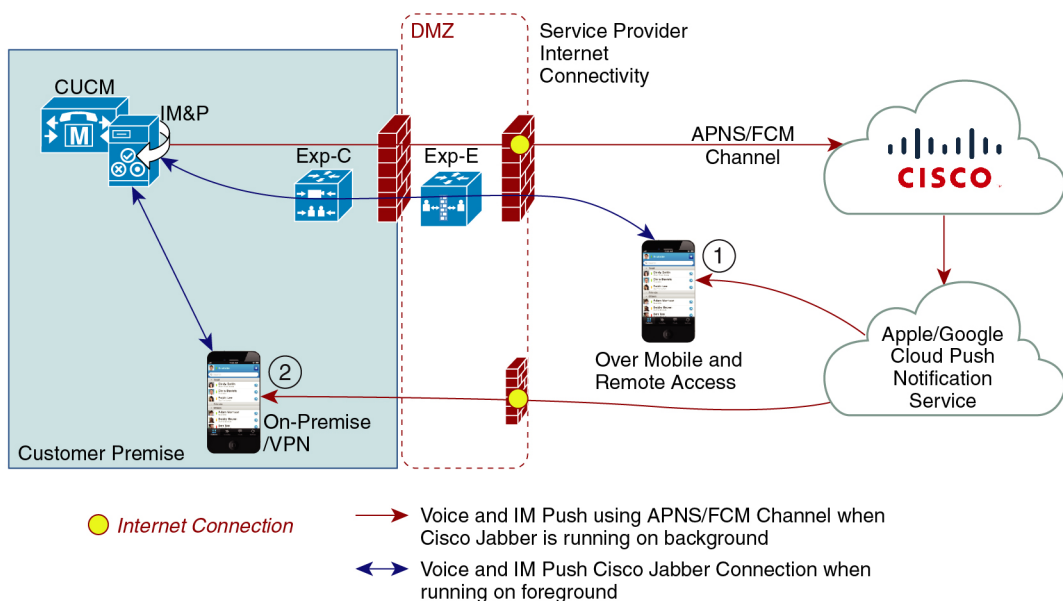 DMZ
Service Provider
Internet
Connectivity
CUCM
M
IM&P
Exp-C
Exp-E
APNS/FCM
Channel
CISCO
1
Over Mobile and
Remote Access
Apple/Google
Cloud Push
Notification
Service
2
On-Premise
/VPN
Customer Premise
Internet Connection
Voice and IM Push using APNS/FCM Channel when
Cisco Jabber is running on background
Voice and IM Push Cisco Jabber Connection when
running on foreground